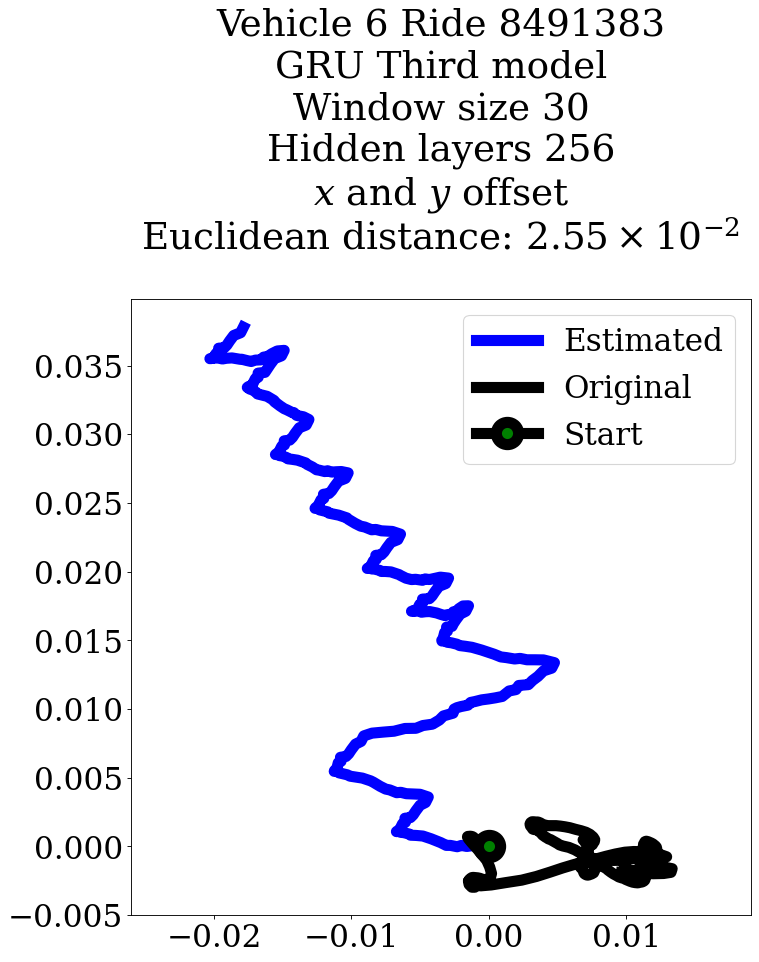 Vehicle 6 Ride 8491383
GRU Third model
Window size 30
Hidden layers 256
x and y offset
Euclidean distance: 2.55 × 10⁻²
Estimated
Original
Start
0.035
0.030
0.025
0.020
0.015
0.010
0.005
0.000
−0.005
−0.02 −0.01 0.00 0.01